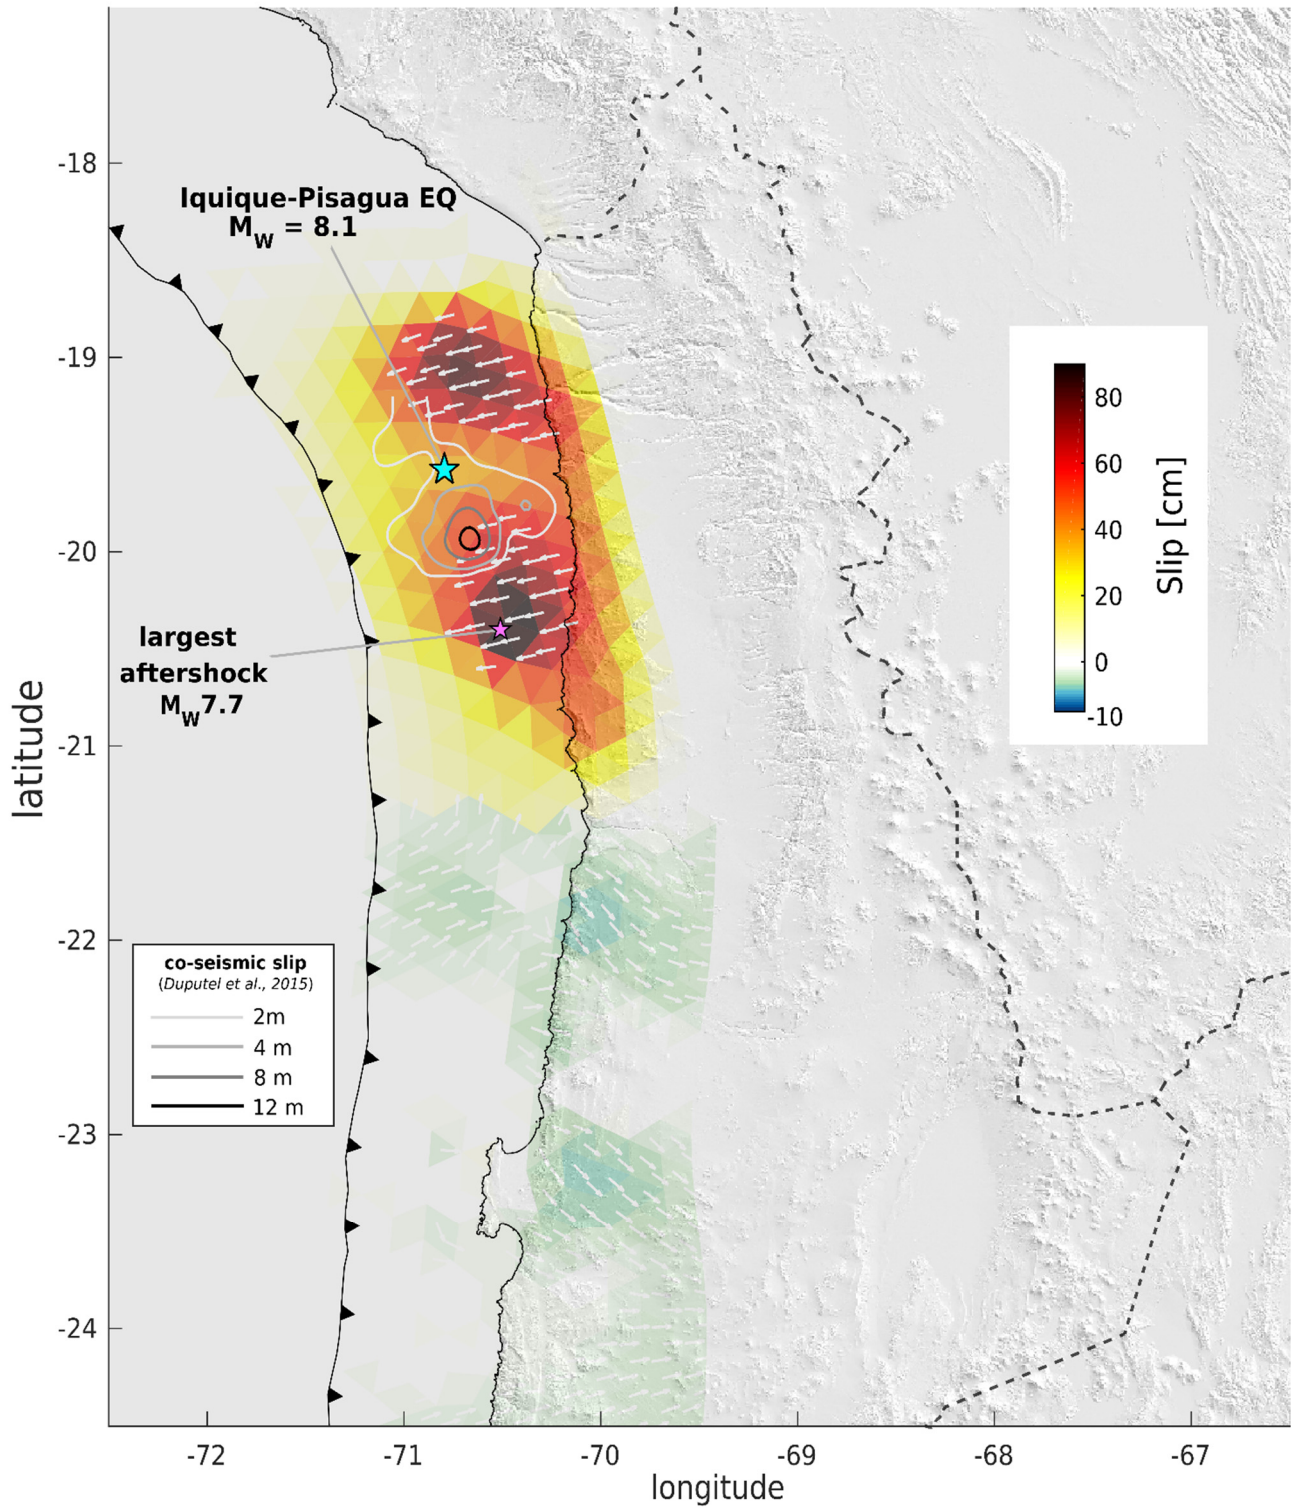 -18
Iquique-Pisagua EQ
MW = 8.1
-19
80
60
40
20
0
-10
Slip [cm]
-20
largest
aftershock
MW7.7
latitude
-21
-22
co-seismic slip
(Duputel et al., 2015)
2m
4 m
8 m
12 m
-23
-24
-72
-71
-70
-69
-68
-67
longitude